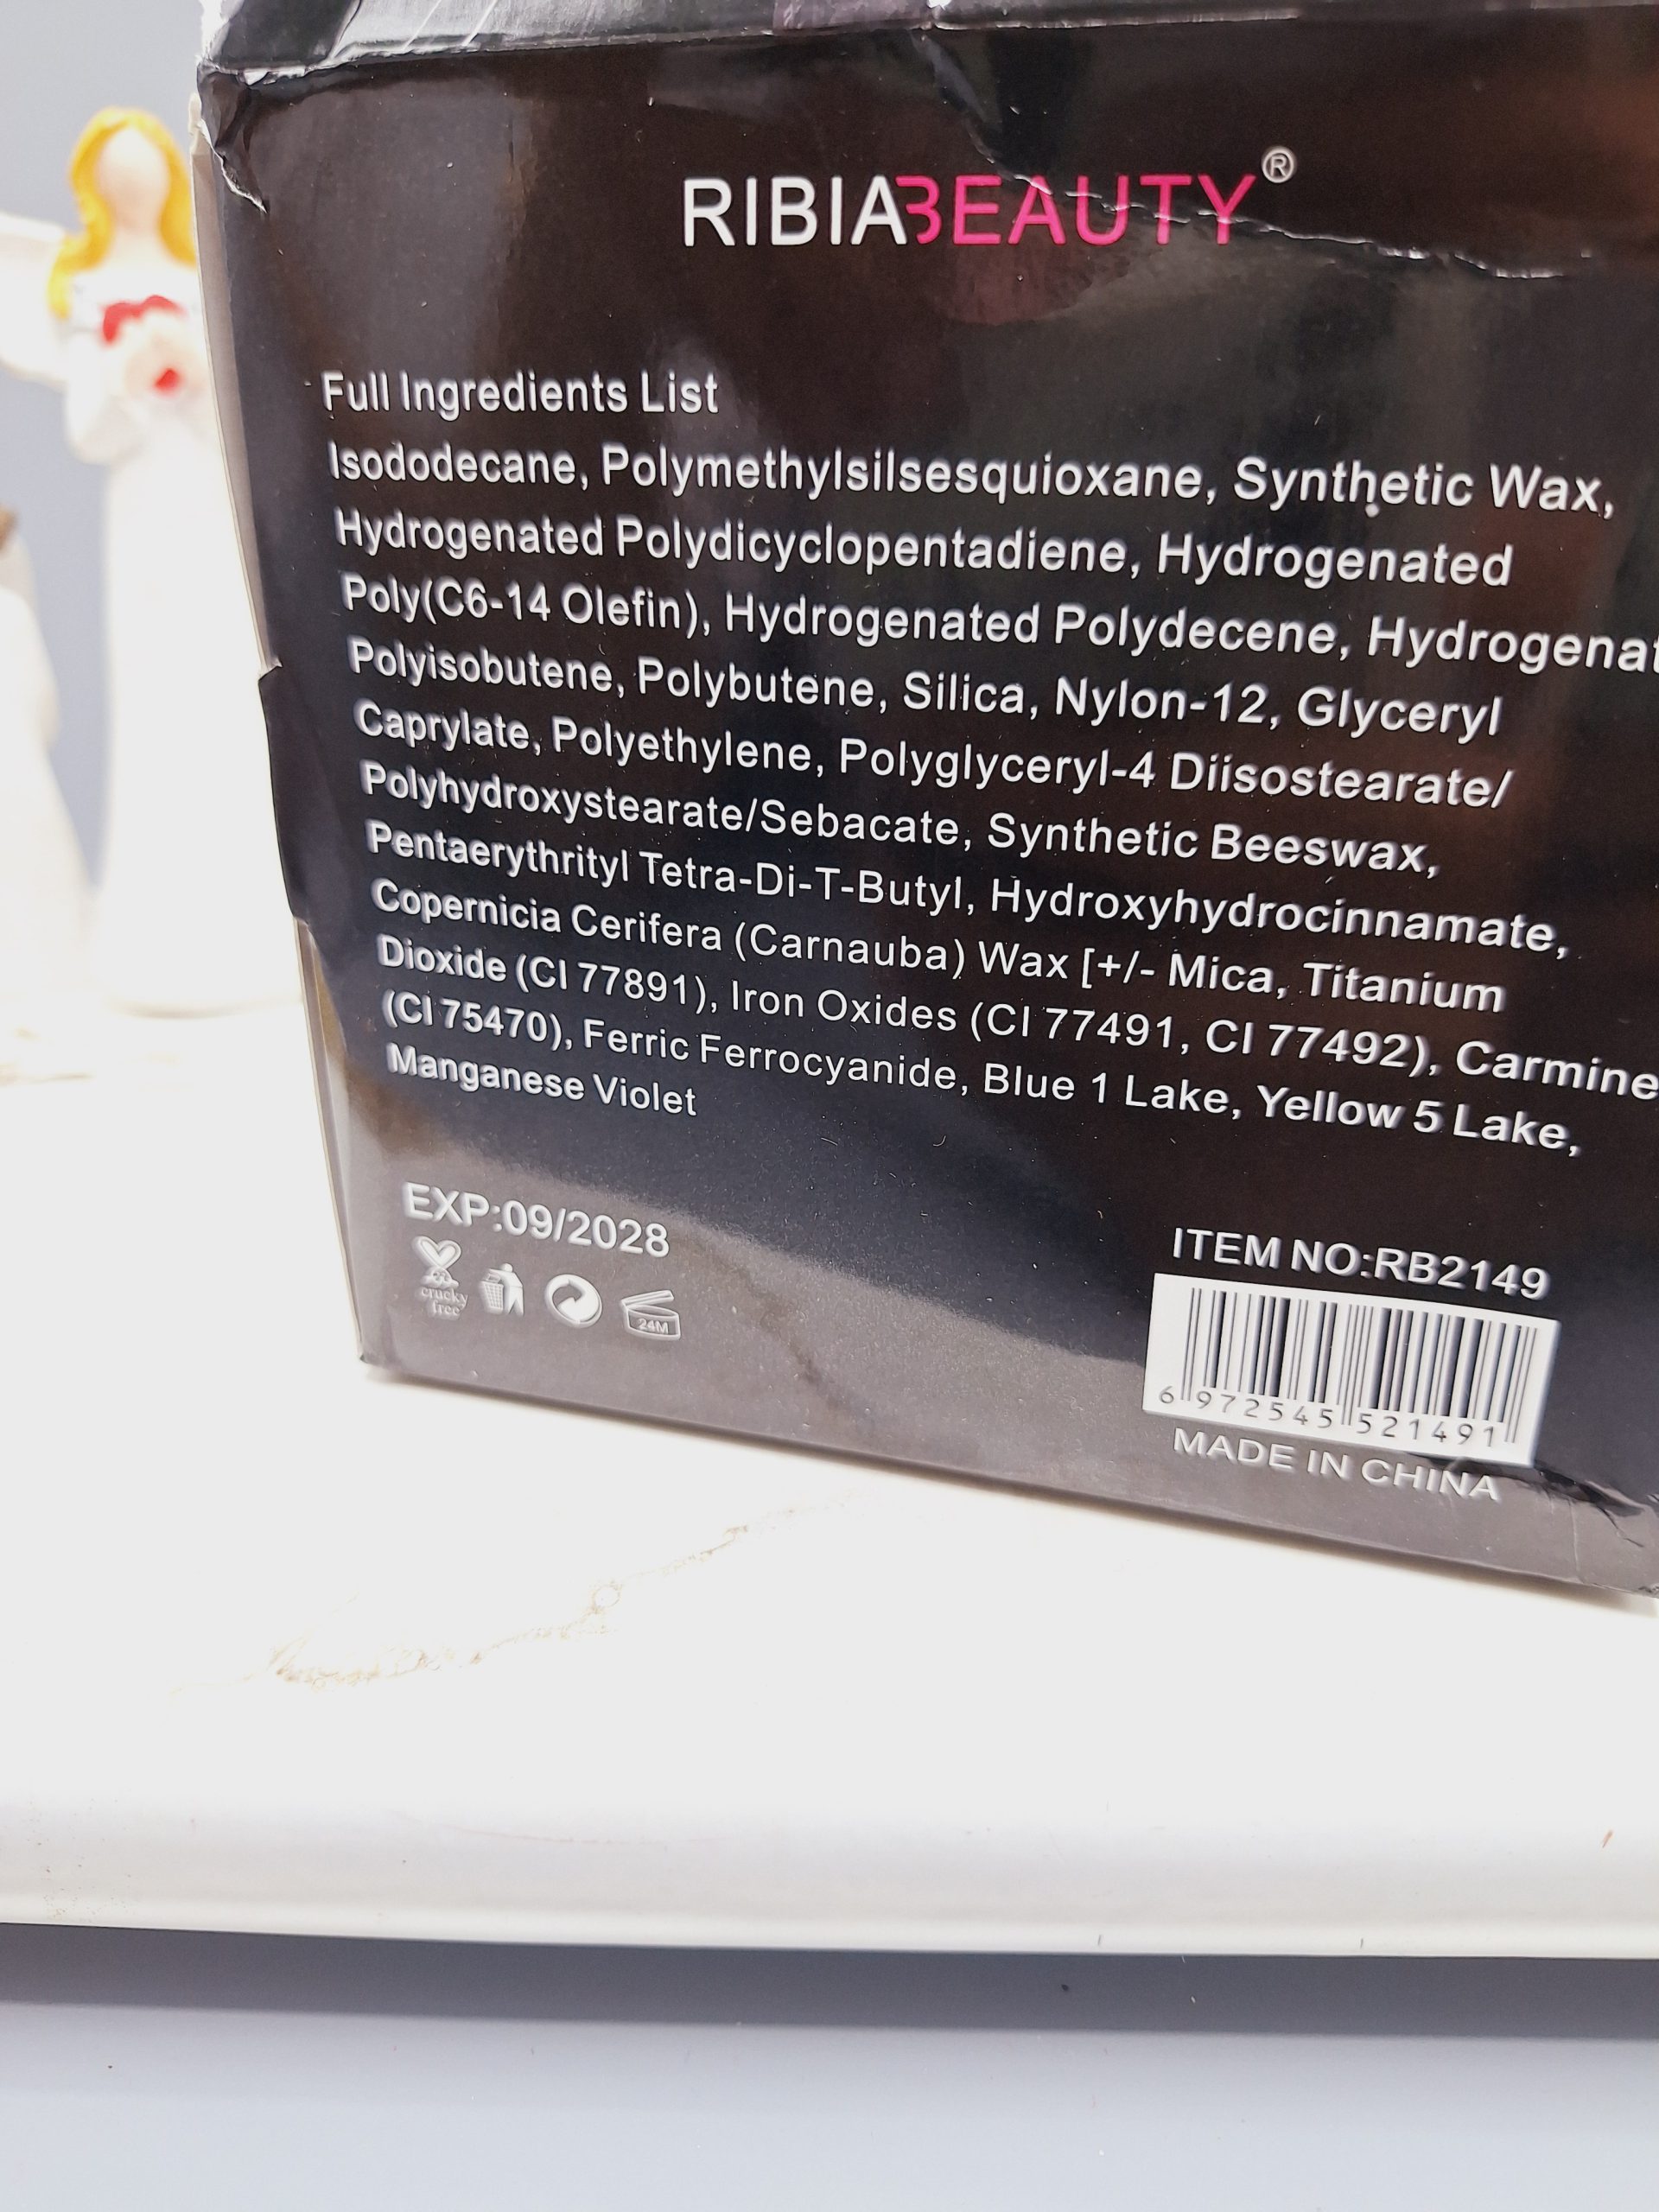 RIBIABEAUTY®
Full Ingredients List
Isododecane, Polymethylsilsesquioxane, Synthetic Wax,
Hydrogenated Polydicyclopentadiene, Hydrogenated
Poly(C6-14 Olefin), Hydrogenated Polydecene, Hydrogenat
Polyisobutene, Polybutene, Silica, Nylon-12, Glyceryl
Caprylate, Polyethylene, Polyglyceryl-4 Diisostearate/
Polyhydroxystearate/Sebacate, Synthetic Beeswax,
Pentaerythrityl Tetra-Di-T-Butyl, Hydroxyhydrocinnamate,
Copernicia Cerifera (Carnauba) Wax [+/- Mica, Titanium
Dioxide (CI 77891), Iron Oxides (CI 77491, CI 77492), Carmine
(CI 75470), Ferric Ferrocyanide, Blue 1 Lake, Yellow 5 Lake,
Manganese Violet
EXP:09/2028
crucky
free
24M
ITEM NO:RB2149
6 972545 521491
MADE IN CHINA